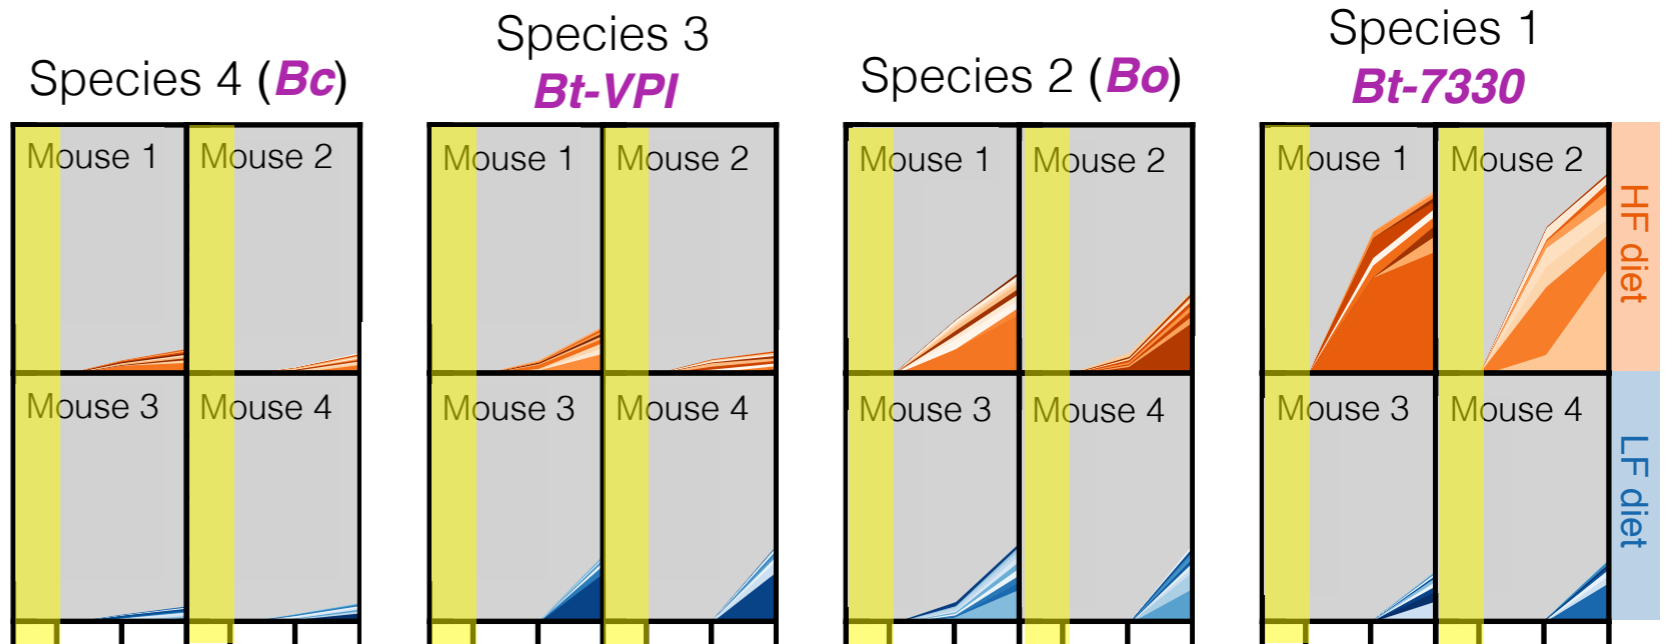 Species 4 (Bc)
Species 3
Bt-VPI
Species 2 (Bo)
Species 1
Bt-7330
Mouse 1
Mouse 2
Mouse 1
Mouse 2
Mouse 1
Mouse 2
Mouse 1
Mouse 2
HF diet
Mouse 3
Mouse 4
Mouse 3
Mouse 4
Mouse 3
Mouse 4
Mouse 3
Mouse 4
LF diet